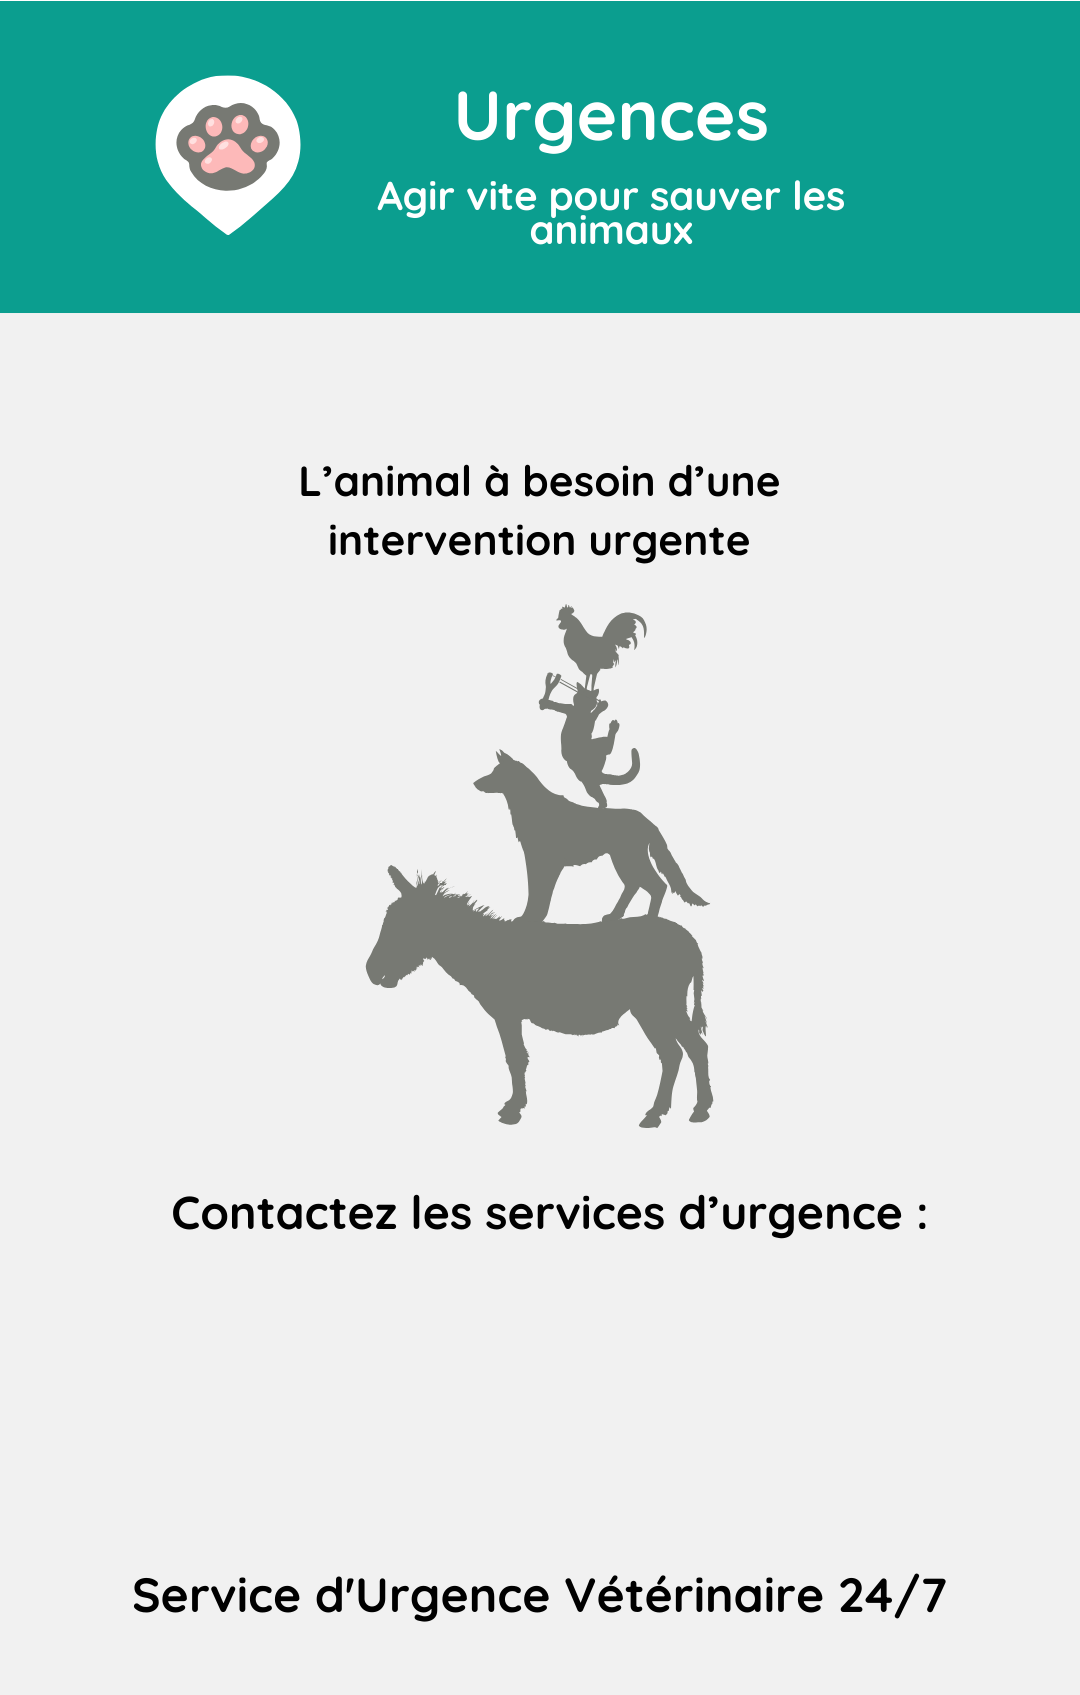 Urgences
Agir vite pour sauver les
animaux
L’animal à besoin d’une
intervention urgente
Contactez les services d’urgence :
Service d'Urgence Vétérinaire 24/7